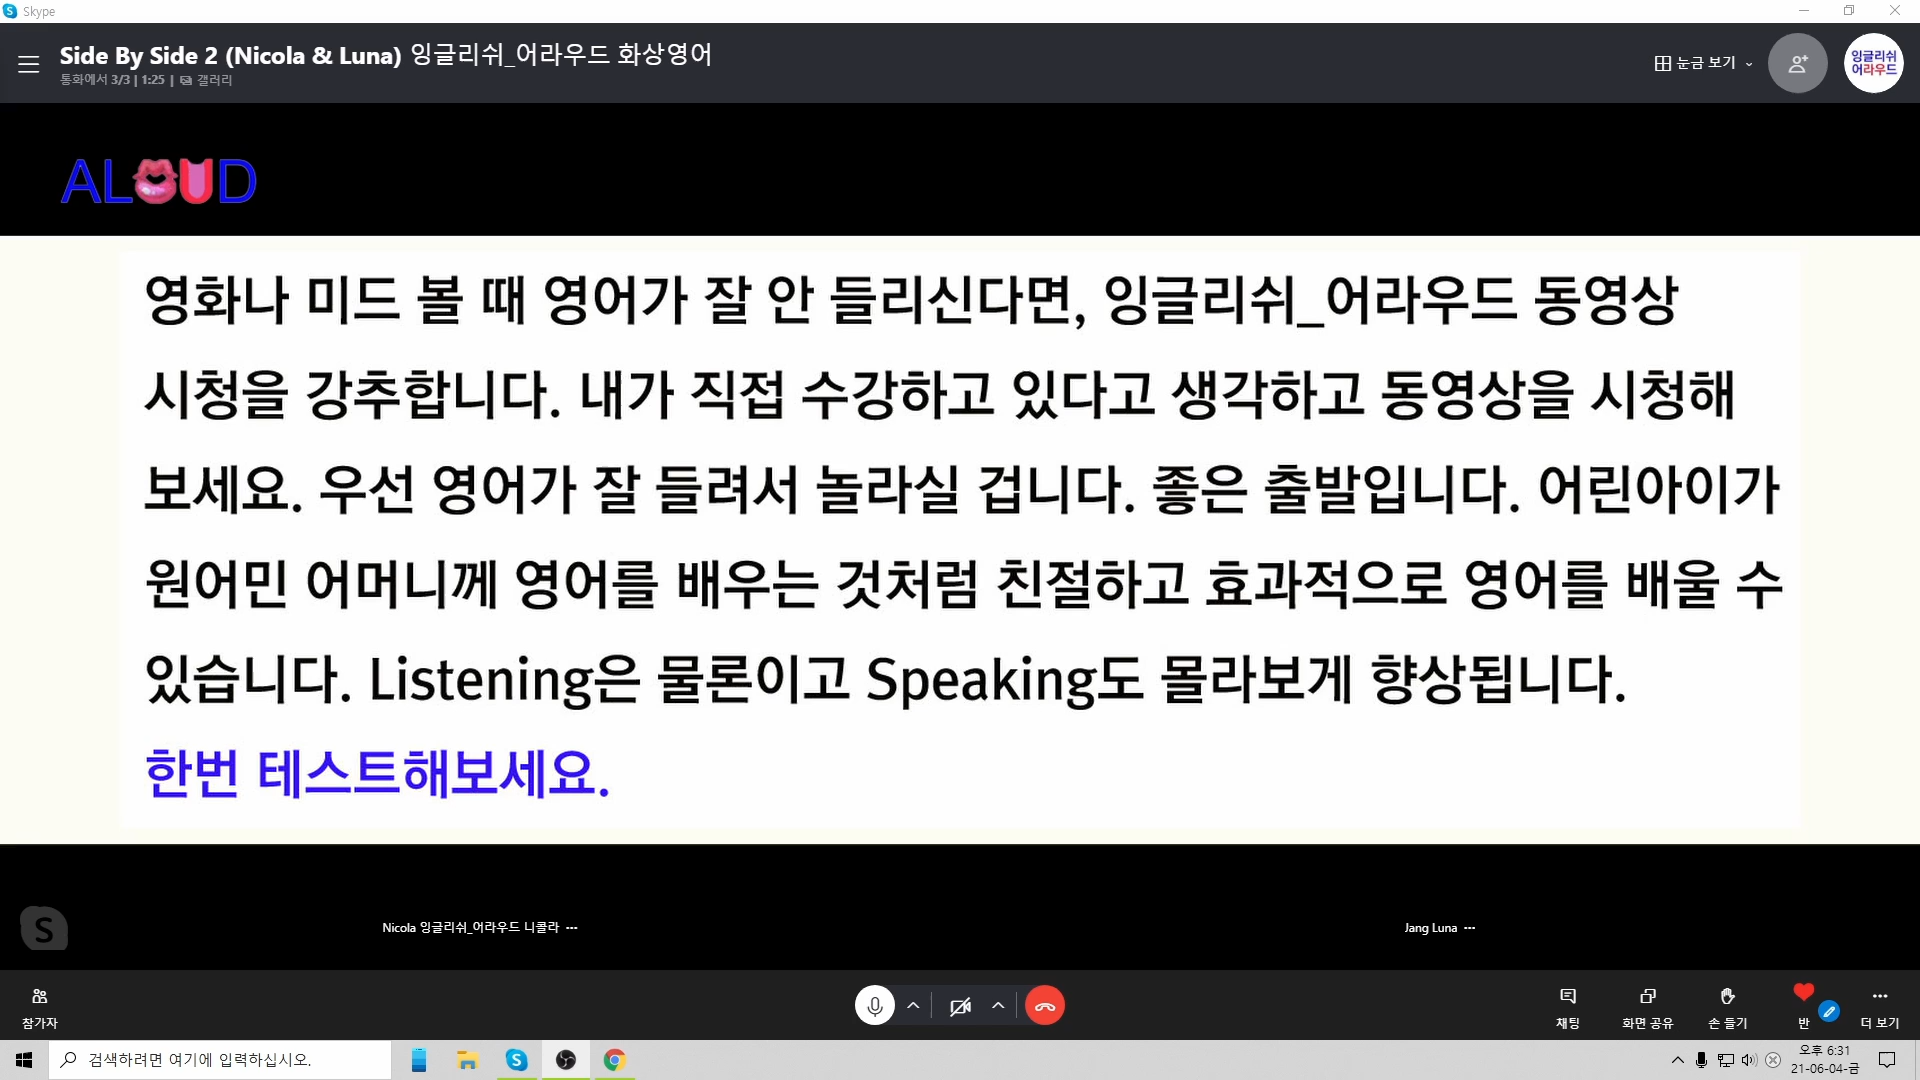 Skype
Side By Side 2 (Nicola & Luna) 잉글리쉬_어라우드 화상영어
통화에서 3/3 | 1:25 | 갤러리
눈금 보기
잉글리쉬
어라우드
ALOUD
영화나 미드 볼 때 영어가 잘 안 들리신다면, 잉글리쉬_어라우드 동영상
시청을 강추합니다. 내가 직접 수강하고 있다고 생각하고 동영상을 시청해
보세요. 우선 영어가 잘 들려서 놀라실 겁니다. 좋은 출발입니다. 어린아이가
원어민 어머니께 영어를 배우는 것처럼 친절하고 효과적으로 영어를 배울 수
있습니다. Listening은 물론이고 Speaking도 몰라보게 향상됩니다.
한번 테스트해보세요.
Nicola 잉글리쉬_어라우드 니콜라 ···
Jang Luna ···
참가자
채팅
화면 공유
손 들기
반
더 보기
검색하려면 여기에 입력하십시오.
오후 6:31
21-06-04-금